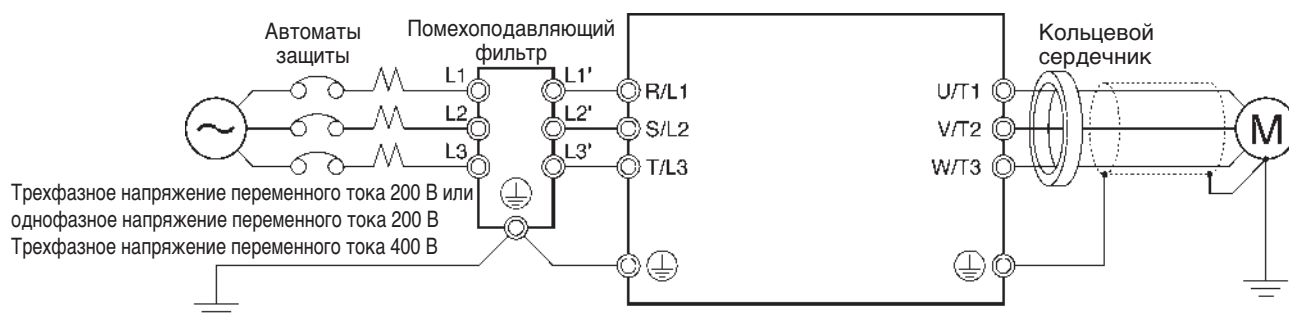 Автоматы
защиты
Помехоподавляющий
фильтр
Кольцевой
сердечник
L1
L1'
R/L1
U/T1
L2
L2'
S/L2
V/T2
M
L3
L3'
T/L3
W/T3
Трехфазное напряжение переменного тока 200 В или
однофазное напряжение переменного тока 200 В
Трехфазное напряжение переменного тока 400 В